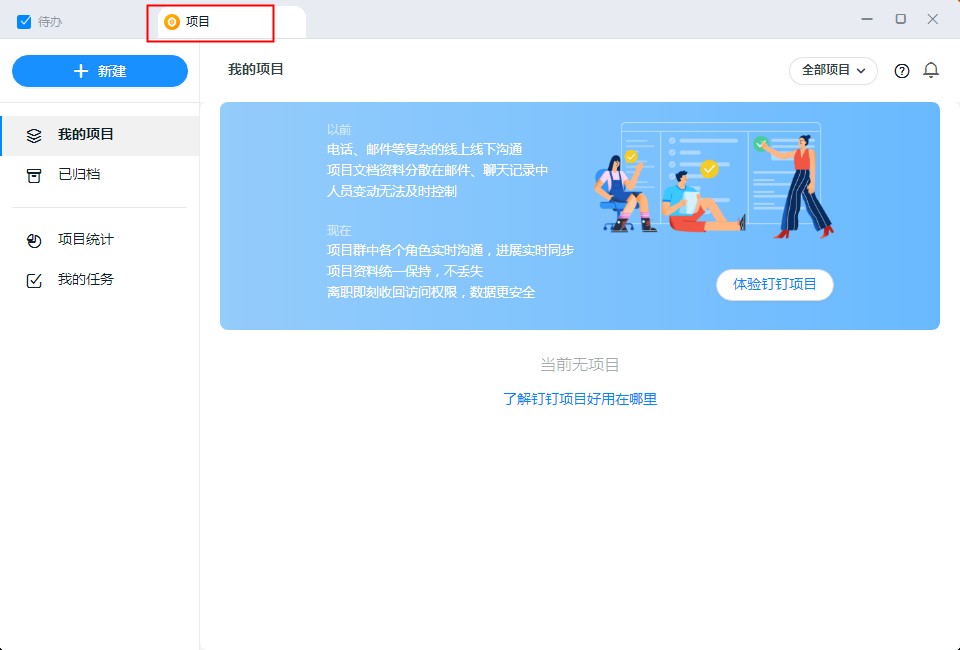 待办
项目
新建
我的项目
全部项目
我的项目
已归档
项目统计
我的任务
以前
电话、邮件等复杂的线上线下沟通
项目文档资料分散在邮件、聊天记录中
人员变动无法及时控制
现在
项目群中各个角色实时沟通，进展实时同步
项目资料统一保持，不丢失
离职即刻收回访问权限，数据更安全
体验钉钉项目
当前无项目
了解钉钉项目好用在哪里